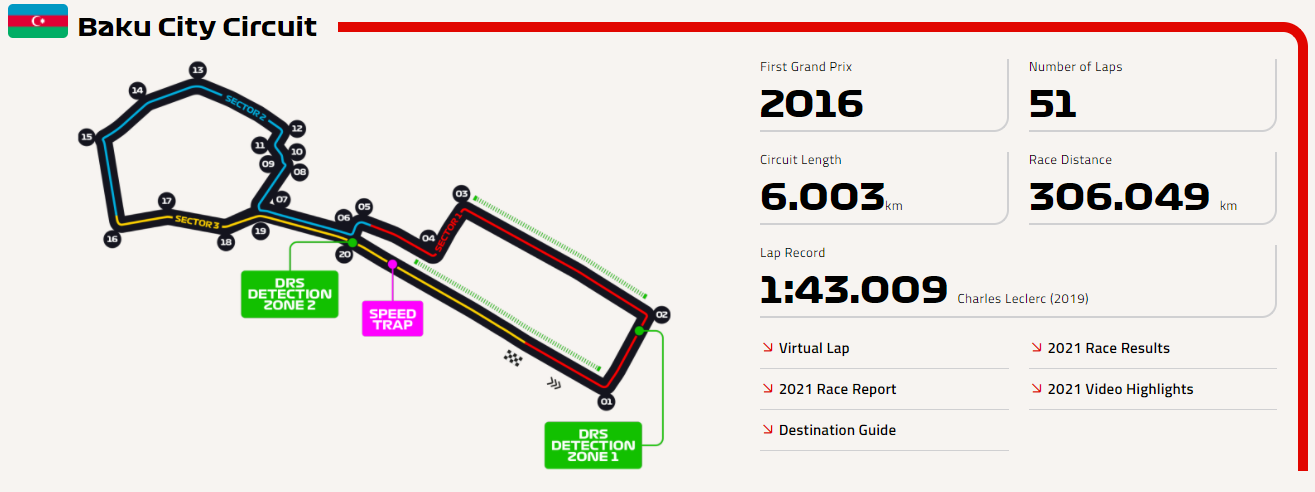 Baku City Circuit
13
14
SECTOR 2
12
15
11
10
09
08
17
07
05
03
06
SECTOR 3
SECTOR 1
16
18
19
04
20
DRS
DETECTION
ZONE 2
SPEED
TRAP
02
01
DRS
DETECTION
ZONE 1
First Grand Prix
2016
Number of Laps
51
Circuit Length
6.003km
Race Distance
306.049 km
Lap Record
1:43.009 Charles Leclerc (2019)
Virtual Lap
2021 Race Results
2021 Race Report
2021 Video Highlights
Destination Guide